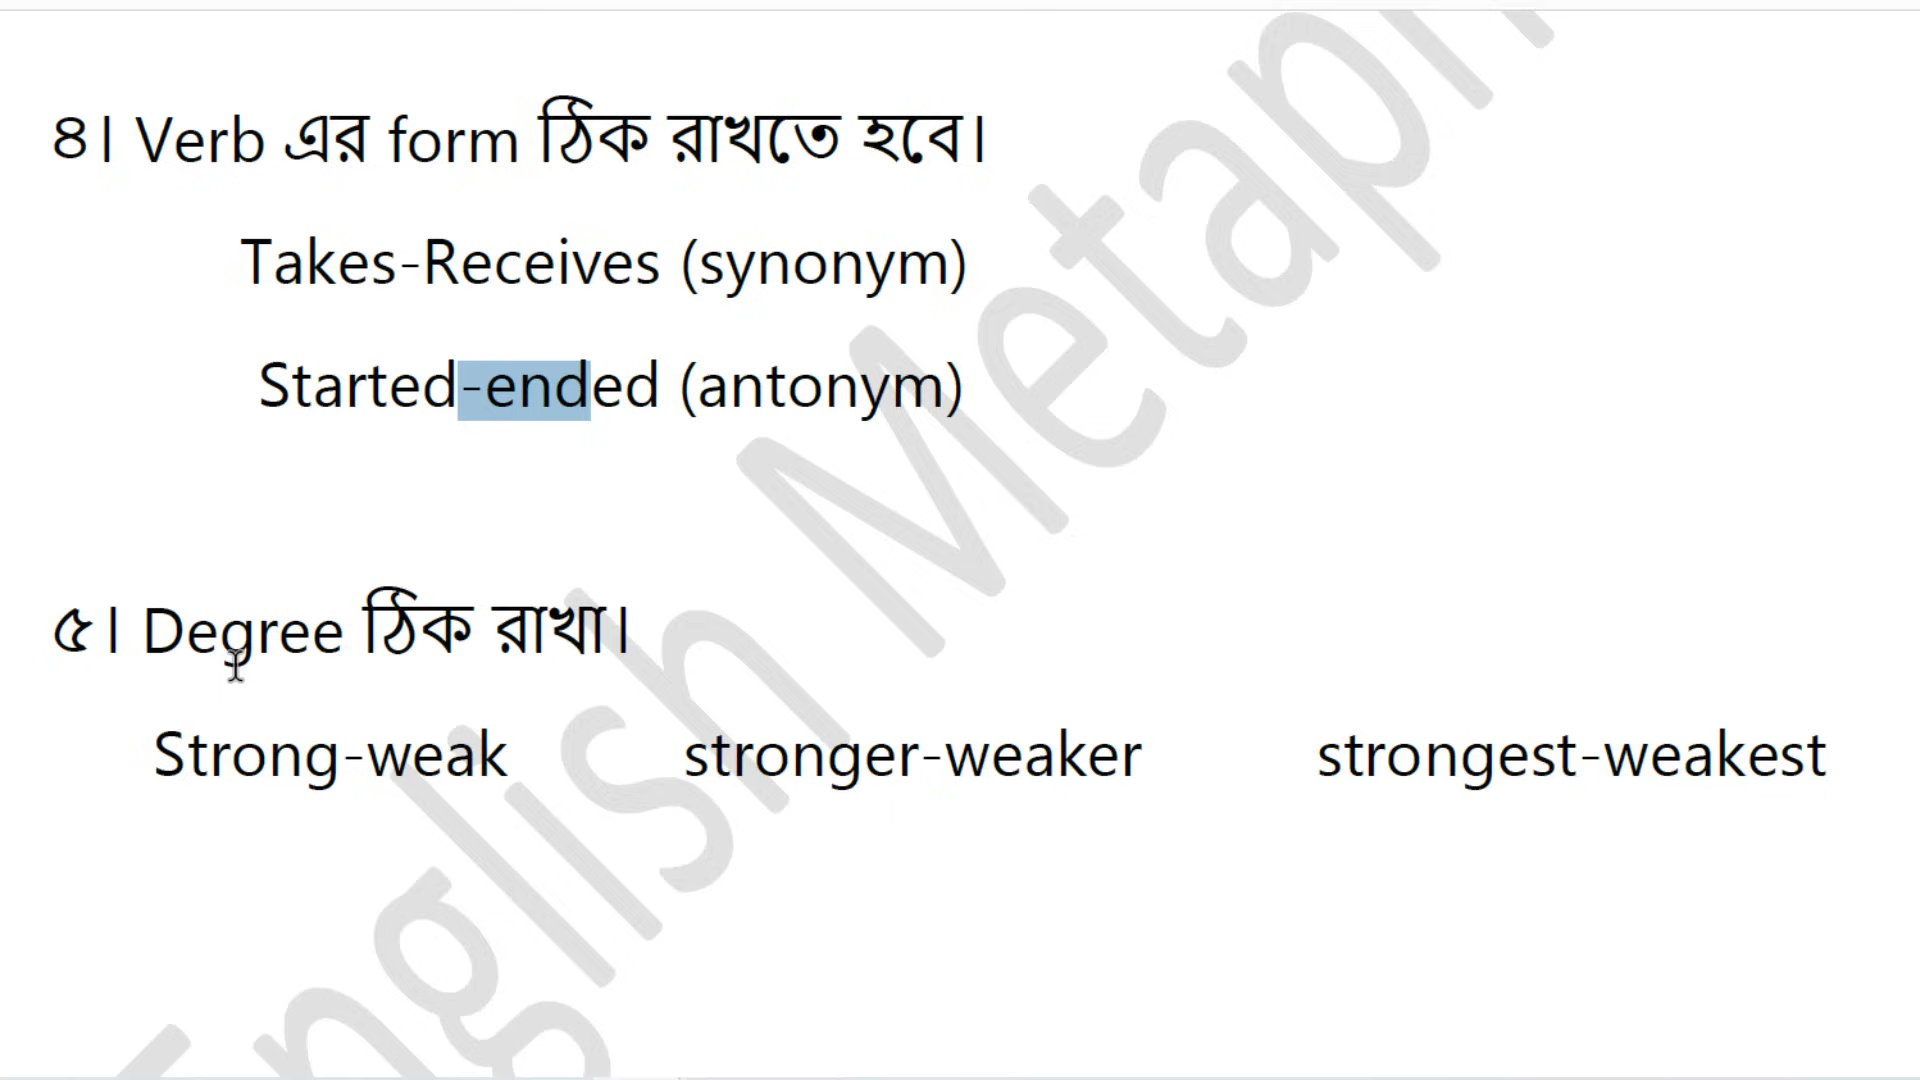 ৪। Verb এর form ঠিক রাখতে হবে।
Takes-Receives (synonym)
Started-ended (antonym)
৫। Degree ঠিক রাখা।
Strong-weak stronger-weaker strongest-weakest
English Metaph